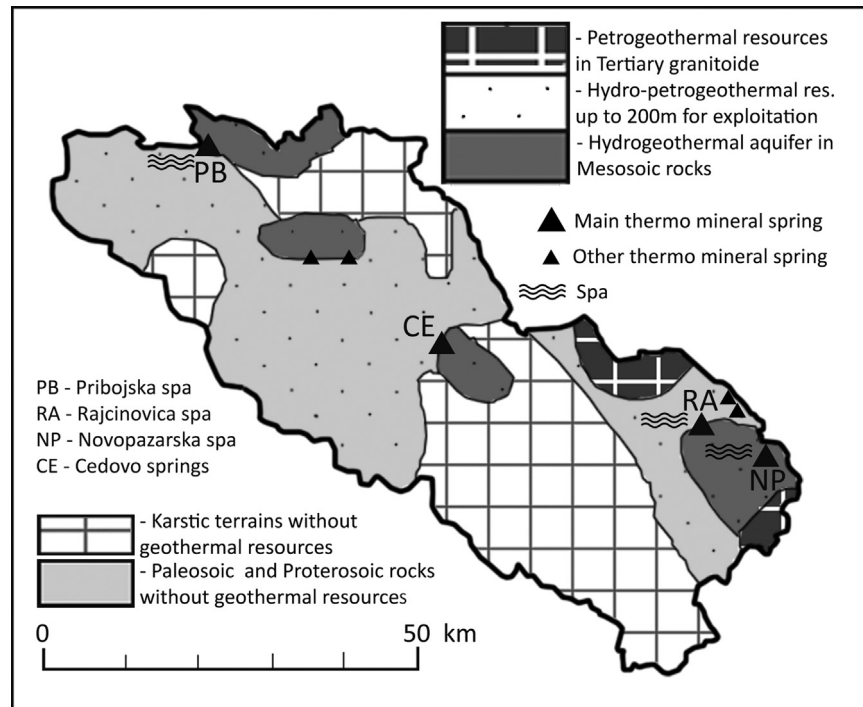 - Petrogeothermal resources
in Tertiary granitoide
- Hydro-petrogeothermal res.
up to 200m for exploitation
- Hydrogeothermal aquifer in
Mesosoic rocks
Main thermo mineral spring
Other thermo mineral spring
Spa
PB
CE
RA
NP
PB - Pribojska spa
RA - Rajcinovica spa
NP - Novopazarska spa
CE - Cedovo springs
- Karstic terrains without
geothermal resources
- Paleosoic and Proterosoic rocks
without geothermal resources
0 50 km